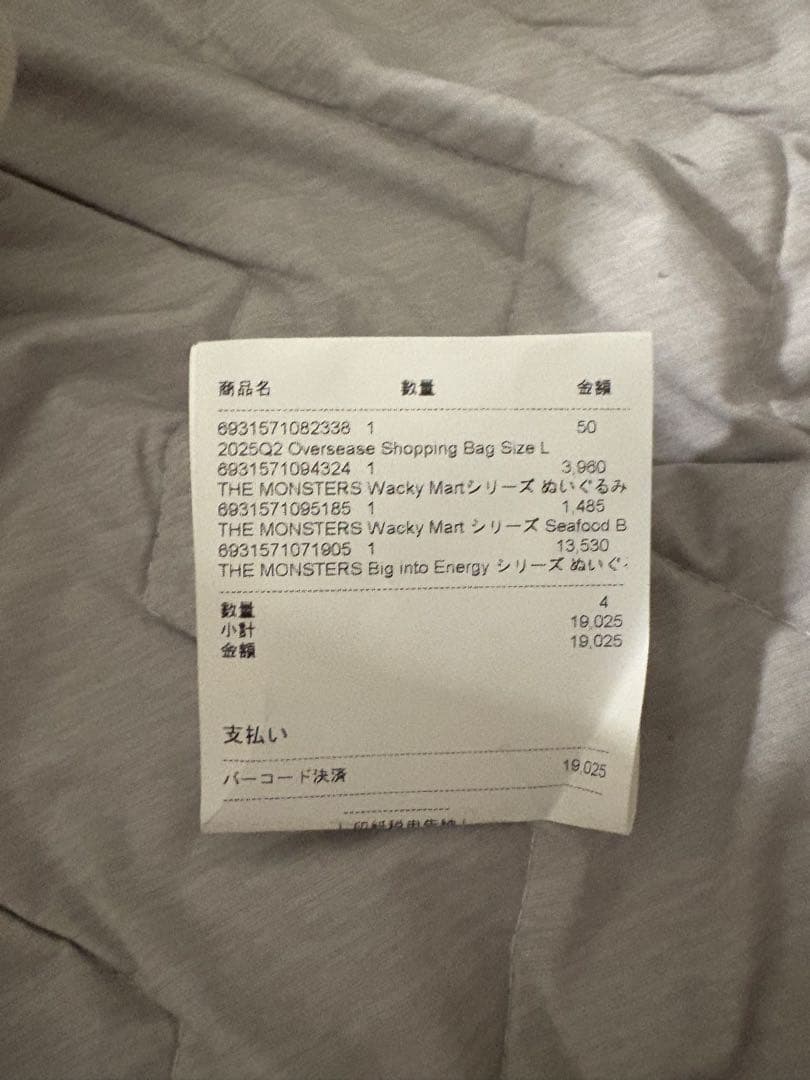 商品名 数量 金額
6931571082338 1 50
2025Q2 Oversease Shopping Bag Size L
6931571094324 1 3,960
THE MONSTERS Wacky Martシリーズ ぬいぐるみ
6931571095185 1 1,485
THE MONSTERS Wacky Mart シリーズ Seafood B
6931571071905 1 13,530
THE MONSTERS Big into Energy シリーズ ぬいぐ
数量 4
小計 19,025
金額 19,025
支払い
バーコード決済 19,025